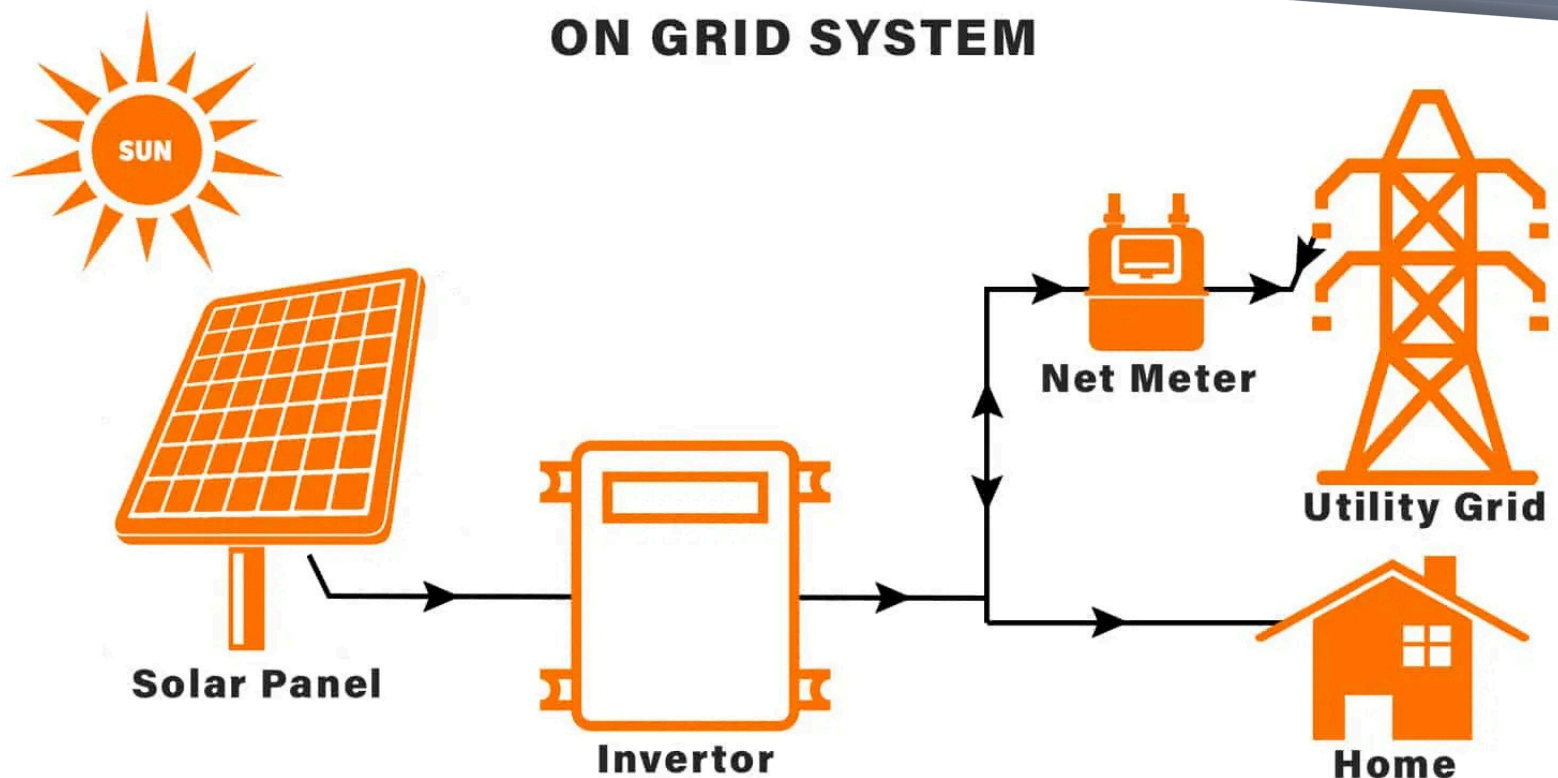 ON GRID SYSTEM
SUN
Net Meter
Utility Grid
Solar Panel
Invertor
Home